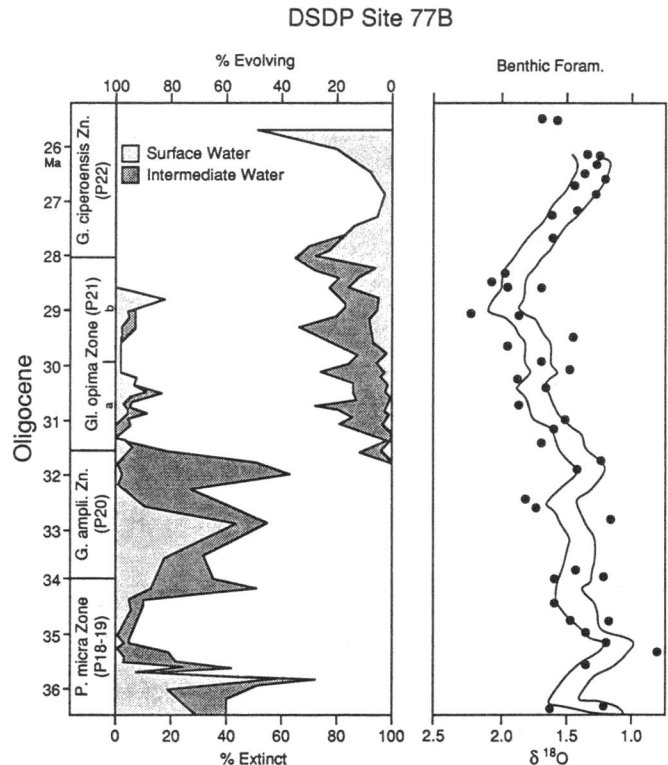 DSDP Site 77B
% Evolving
100 80 60 40 20 0
Benthic Foram.
Oligocene
26
Ma
27
28
29
30
31
32
33
34
35
36
G. ciperoensis Zn.
(P22)
Gl. opima Zone (P21)
b
a
G. ampli. Zn.
(P20)
P. micra Zone
(P18-19)
Surface Water
Intermediate Water
0 20 40 60 80 100
% Extinct
2.5 2.0 1.5 1.0
δ 18O